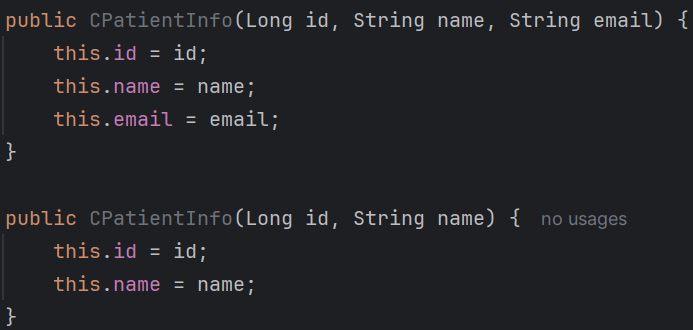 public CPatientInfo(Long id, String name, String email) {
    this.id = id;
    this.name = name;
    this.email = email;
}

public CPatientInfo(Long id, String name) {  no usages
    this.id = id;
    this.name = name;
}